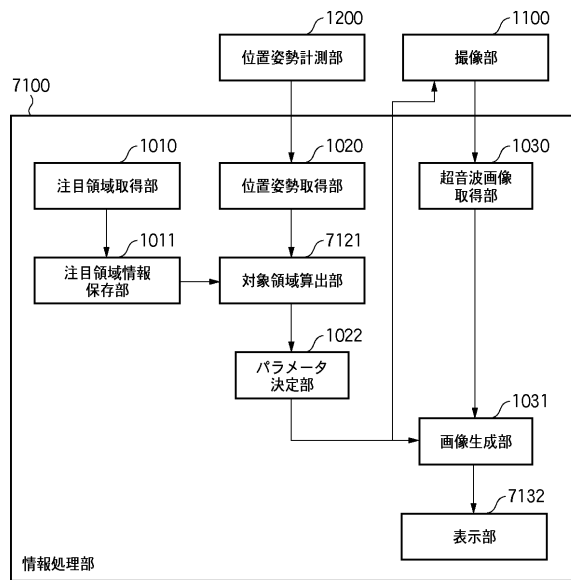 1200
1100
位置姿勢計測部
撮像部
7100
1010
1020
1030
注目領域取得部
位置姿勢取得部
超音波画像
取得部
1011
7121
注目領域情報
保存部
対象領域算出部
1022
パラメータ
決定部
1031
画像生成部
7132
表示部
情報処理部